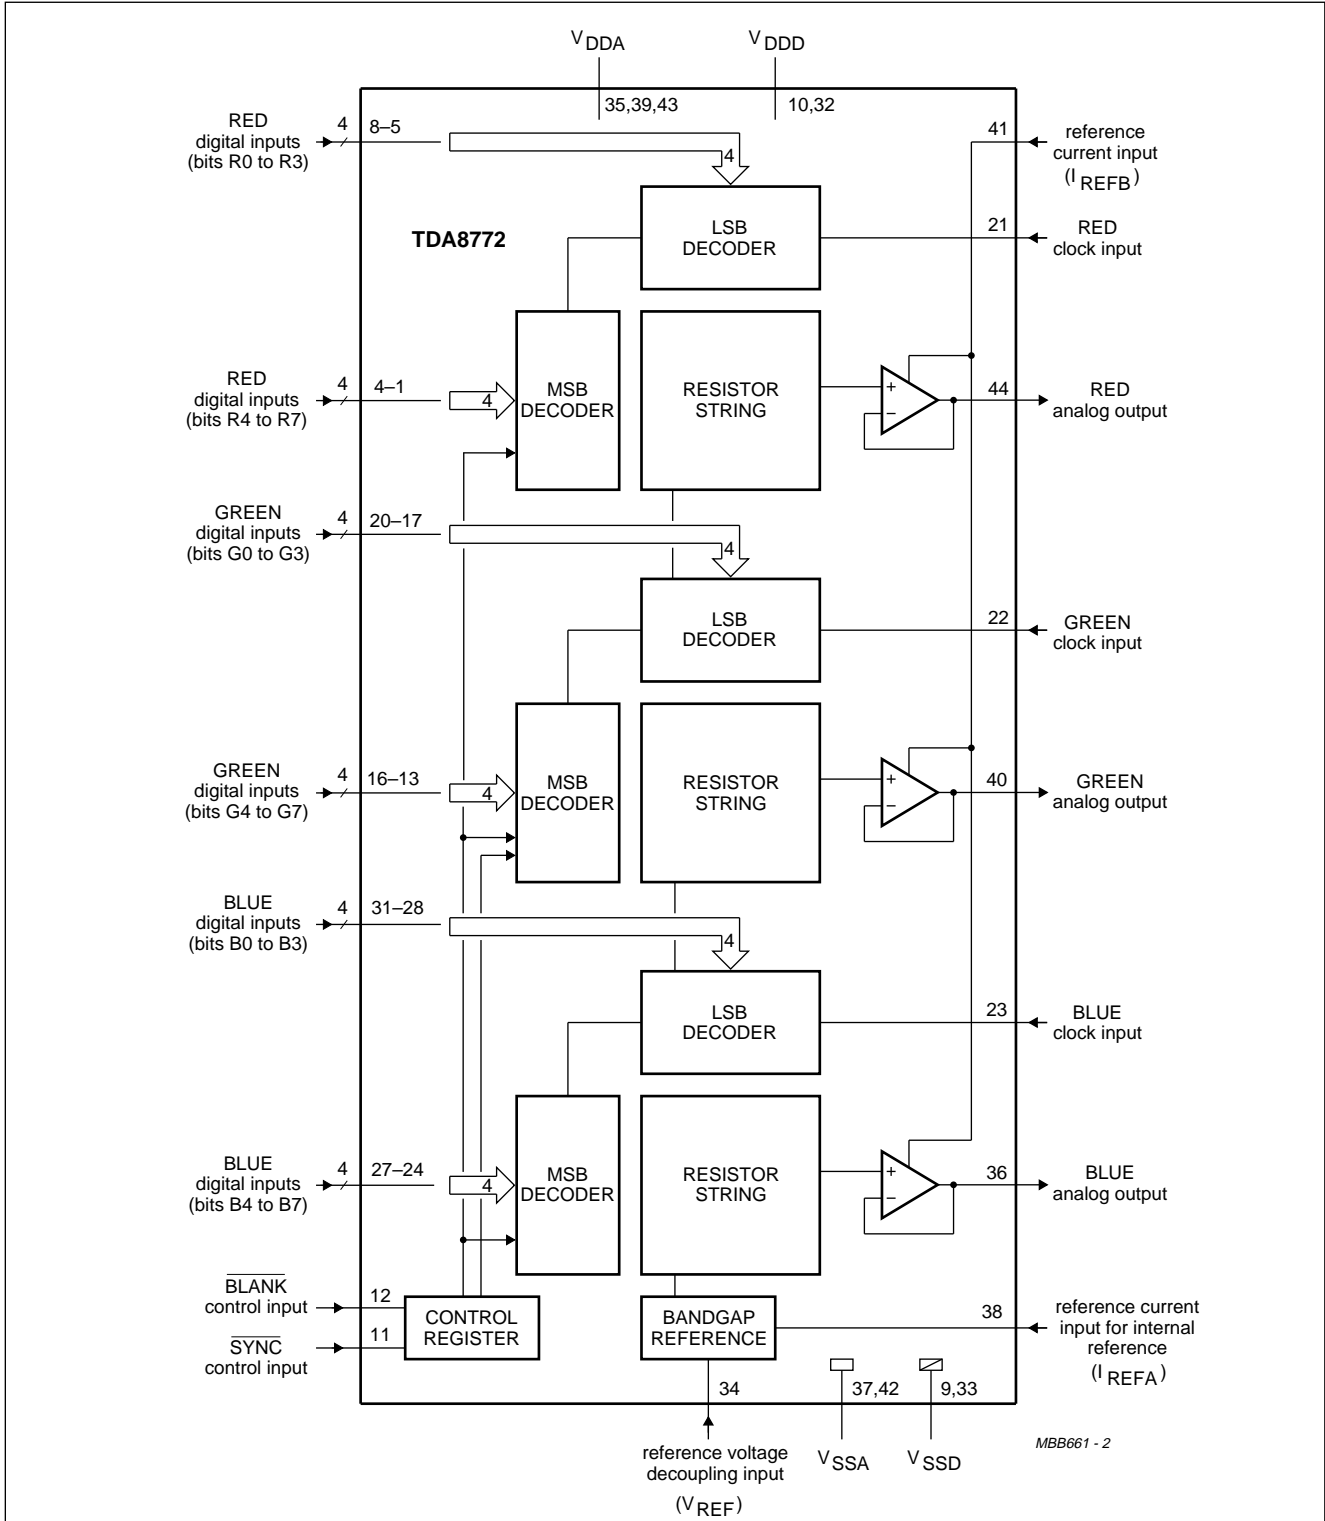 V DDA
V DDD
35,39,43
10,32
RED
digital inputs
(bits R0 to R3)
4
8–5
4
41
reference
current input
(I REFB )
TDA8772
LSB
DECODER
21
RED
clock input
RED
digital inputs
(bits R4 to R7)
4
4–1
4
MSB
DECODER
RESISTOR
STRING
+
−
44
RED
analog output
GREEN
digital inputs
(bits G0 to G3)
4
20–17
4
LSB
DECODER
22
GREEN
clock input
GREEN
digital inputs
(bits G4 to G7)
4
16–13
4
MSB
DECODER
RESISTOR
STRING
+
−
40
GREEN
analog output
BLUE
digital inputs
(bits B0 to B3)
4
31–28
4
LSB
DECODER
23
BLUE
clock input
BLUE
digital inputs
(bits B4 to B7)
4
27–24
4
MSB
DECODER
RESISTOR
STRING
+
−
36
BLUE
analog output
BLANK
control input
12
SYNC
control input
11
CONTROL
REGISTER
BANDGAP
REFERENCE
38
reference current
input for internal
reference
(I REFA )
34
37,42
9,33
reference voltage
decoupling input
(V REF )
V SSA
V SSD
MBB661 - 2